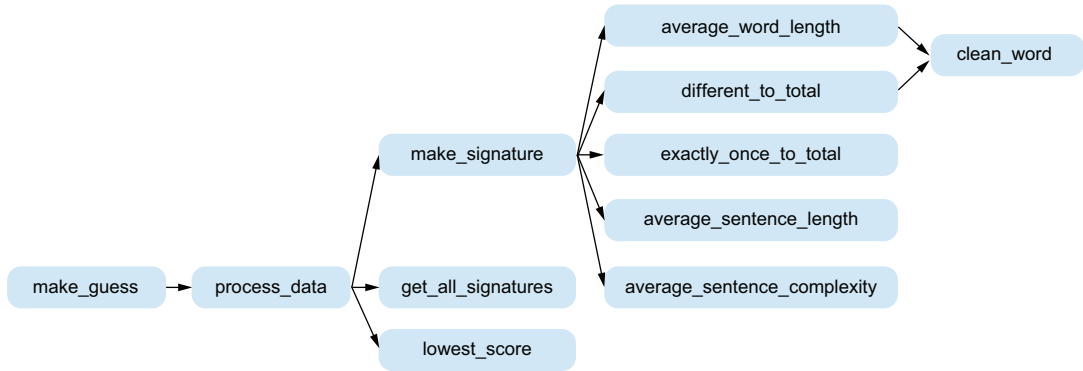 average_word_length
clean_word
different_to_total
make_signature
exactly_once_to_total
average_sentence_length
make_guess
process_data
get_all_signatures
average_sentence_complexity
lowest_score